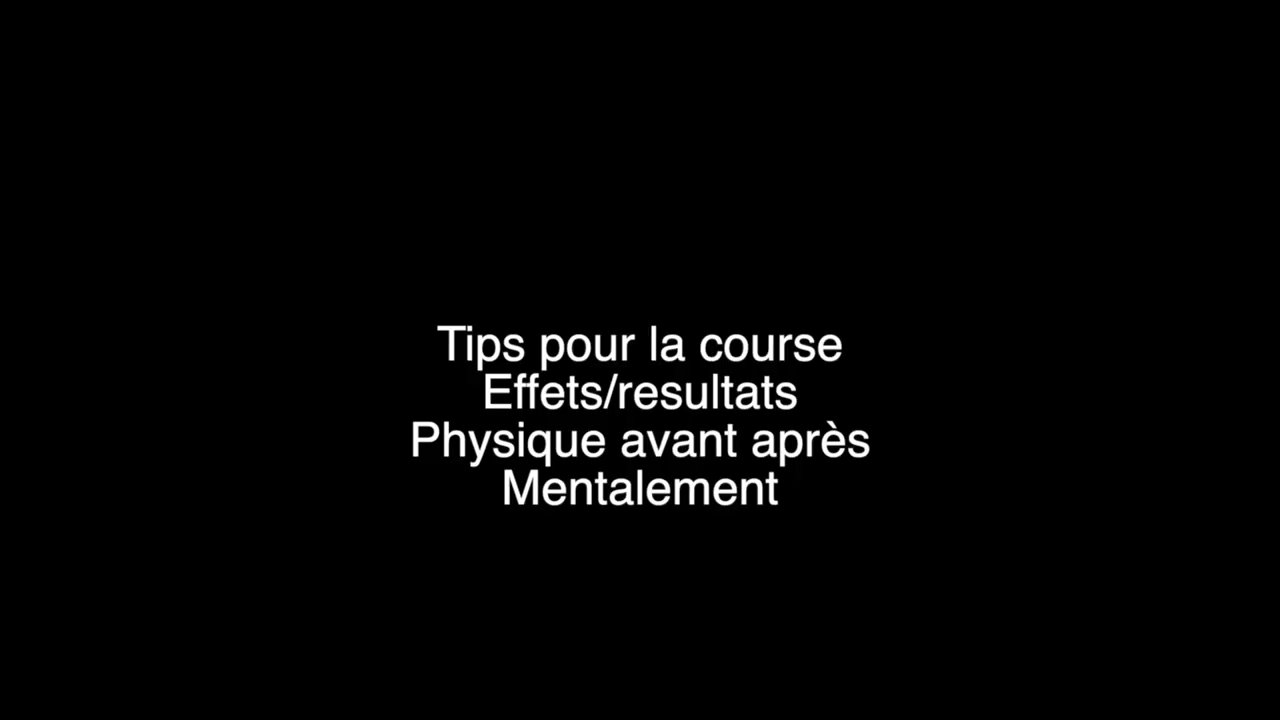 Tips pour la course
Effets/resultats
Physique avant après
Mentalement